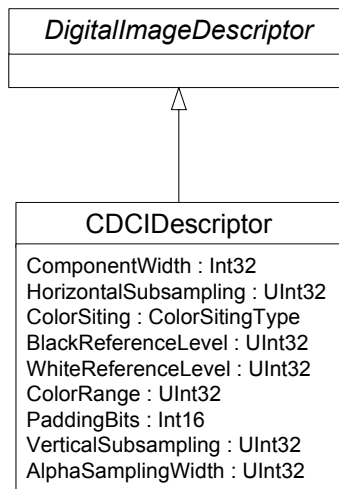 DigitalImageDescriptor
CDCIDescriptor
ComponentWidth : Int32
HorizontalSubsampling : UInt32
ColorSiting : ColorSitingType
BlackReferenceLevel : UInt32
WhiteReferenceLevel : UInt32
ColorRange : UInt32
PaddingBits : Int16
VerticalSubsampling : UInt32
AlphaSamplingWidth : UInt32